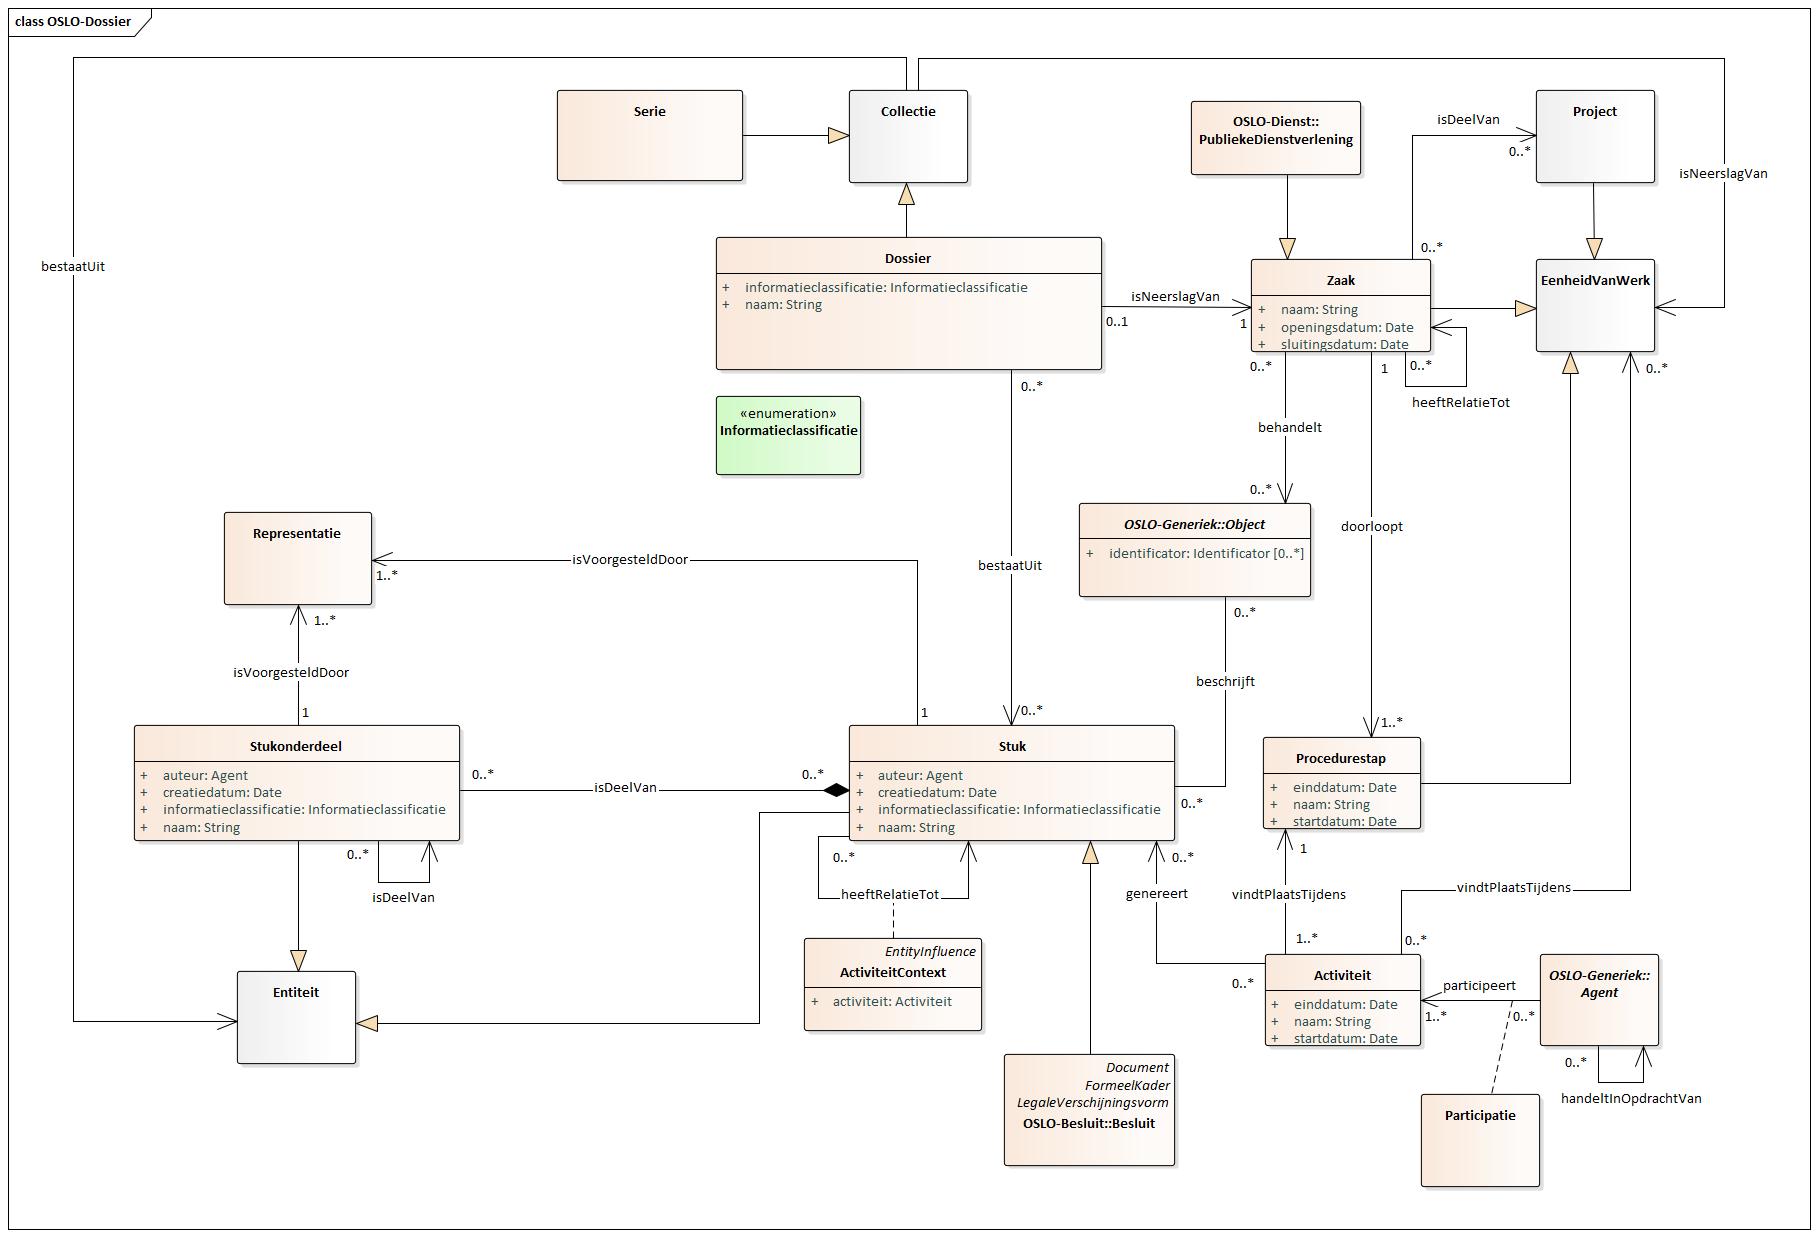 class OSLO-Dossier
Serie
Collectie
OSLO-Dienst::
PubliekeDienstverlening
isDeelVan
0..*
Project
isNeerslagVan
bestaatUit
Dossier
+ informatieclassificatie: Informatieclassificatie
+ naam: String
isNeerslagVan
0..1
1
0..*
Zaak
+ naam: String
+ openingsdatum: Date
+ sluitingsdatum: Date
EenheidVanWerk
0..*
0..*
1
0..*
0..*
heeftRelatieTot
«enumeration»
Informatieclassificatie
behandelt
0..*
Representatie
isVoorgesteldDoor
1..*
bestaatUit
OSLO-Generiek::Object
+ identificator: Identificator [0..*]
doorloopt
1..*
0..*
isVoorgesteldDoor
beschrijft
1
1
0..*
1..*
Stukonderdeel
+ auteur: Agent
+ creatiedatum: Date
+ informatieclassificatie: Informatieclassificatie
+ naam: String
0..*
isDeelVan
0..*
Stuk
+ auteur: Agent
+ creatiedatum: Date
+ informatieclassificatie: Informatieclassificatie
+ naam: String
0..*
Procedurestap
+ einddatum: Date
+ naam: String
+ startdatum: Date
0..*
isDeelVan
0..*
heeftRelatieTot
0..*
genereert
1
vindtPlaatsTijdens
1..*
vindtPlaatsTijdens
0..*
EntityInfluence
ActiviteitContext
+ activiteit: Activiteit
0..*
Activiteit
+ einddatum: Date
+ naam: String
+ startdatum: Date
participeert
1..*
0..*
OSLO-Generiek::
Agent
0..*
handeltInOpdrachtVan
Entiteit
Document
FormeelKader
LegaleVerschijningsvorm
OSLO-Besluit::Besluit
Participatie